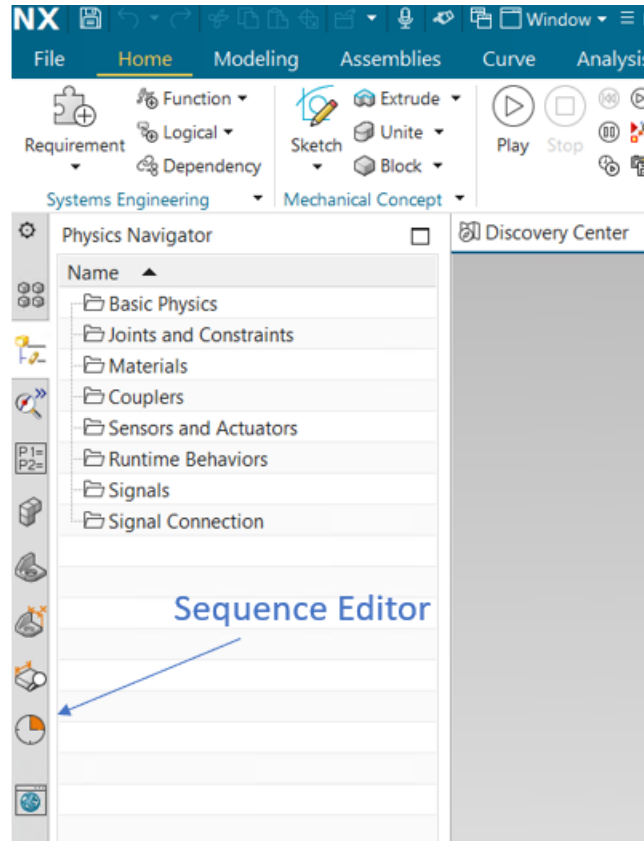 NX Window
File Home Modeling Assemblies Curve Analysis
Function Extrude
Requirement Logical Sketch Unite Play Stop
Dependency Block
Systems Engineering Mechanical Concept
Physics Navigator Discovery Center
Name
Basic Physics
Joints and Constraints
Materials
Couplers
Sensors and Actuators
P1=
P2=
Runtime Behaviors
Signals
Signal Connection
Sequence Editor